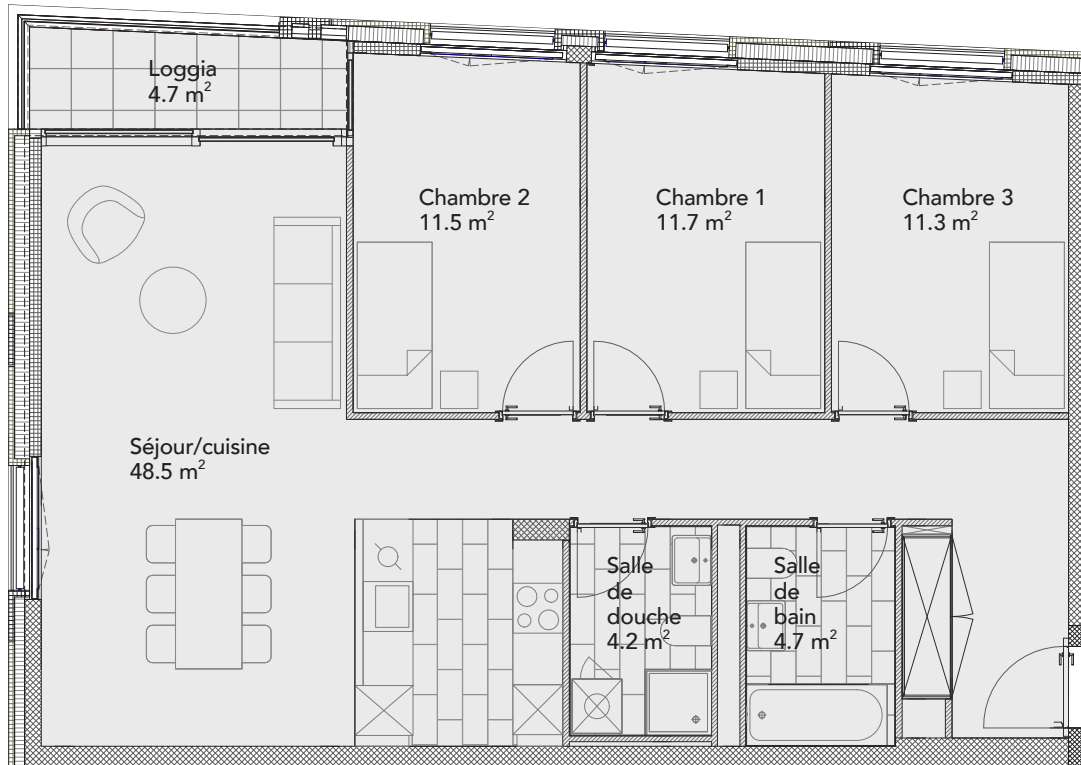 Loggia
4.7 m²
Chambre 2
11.5 m²
Chambre 1
11.7 m²
Chambre 3
11.3 m²
Séjour/cuisine
48.5 m²
Salle
de
douche
4.2 m²
Salle
de
bain
4.7 m²